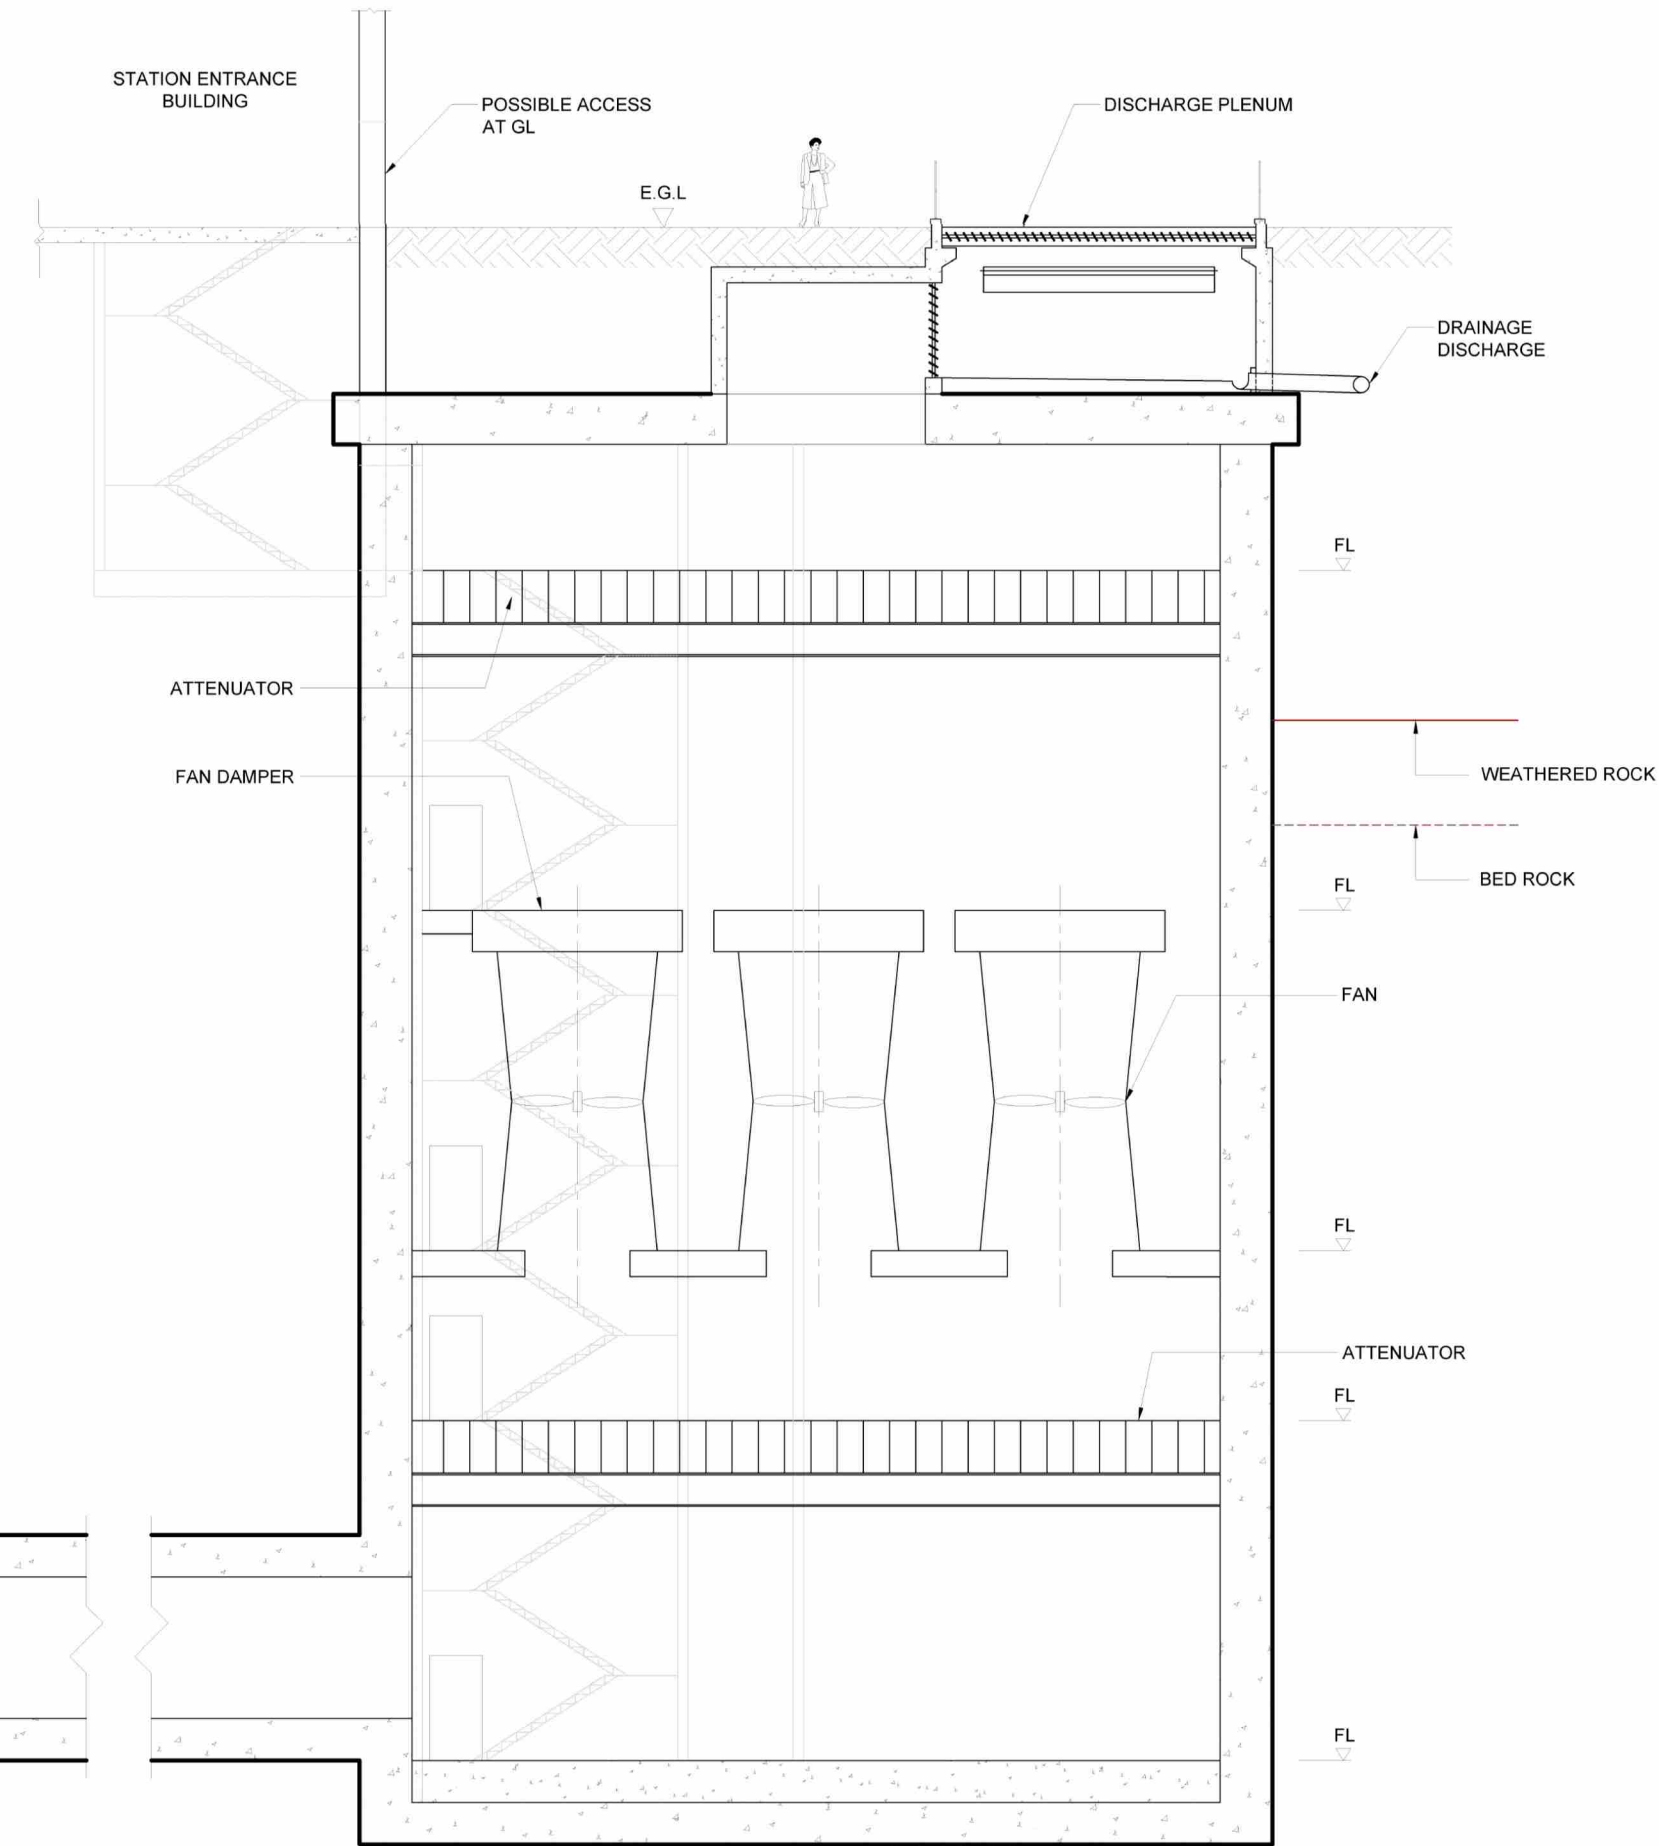 STATION ENTRANCE
BUILDING
POSSIBLE ACCESS
AT GL
DISCHARGE PLENUM
E.G.L
DRAINAGE
DISCHARGE
FL
ATTENUATOR
WEATHERED ROCK
FAN DAMPER
BED ROCK
FL
FAN
FL
ATTENUATOR
FL
FL